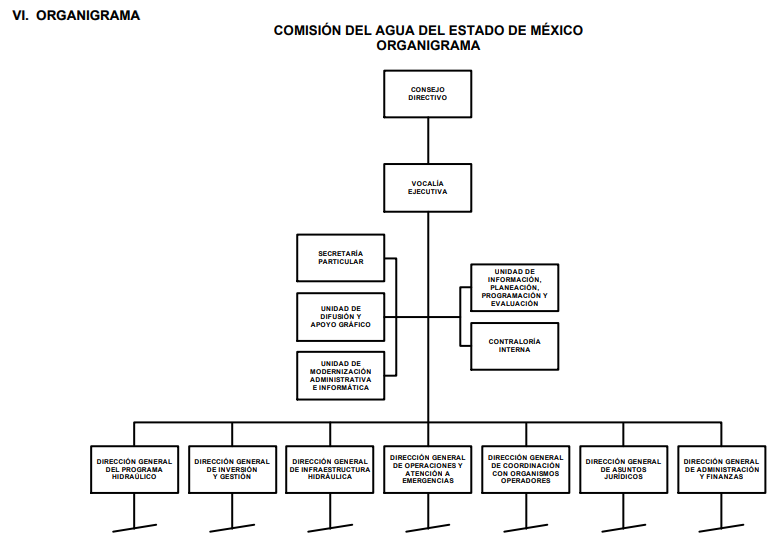 VI. ORGANIGRAMA
COMISIÓN DEL AGUA DEL ESTADO DE MÉXICO
ORGANIGRAMA
CONSEJO
DIRECTIVO
VOCALÍA
EJECUTIVA
SECRETARÍA
PARTICULAR
UNIDAD DE
DIFUSIÓN Y
APOYO GRÁFICO
UNIDAD DE
MODERNIZACIÓN
ADMINISTRATIVA
E INFORMÁTICA
UNIDAD DE
INFORMACIÓN,
PLANEACIÓN,
PROGRAMACIÓN Y
EVALUACIÓN
CONTRALORÍA
INTERNA
DIRECCIÓN GENERAL
DEL PROGRAMA
HIDRAÚLICO
DIRECCIÓN GENERAL
DE INVERSIÓN
Y GESTIÓN
DIRECCIÓN GENERAL
DE INFRAESTRUCTURA
HIDRÁULICA
DIRECCIÓN GENERAL
DE OPERACIONES Y
ATENCIÓN A
EMERGENCIAS
DIRECCIÓN GENERAL
DE COORDINACIÓN
CON ORGANISMOS
OPERADORES
DIRECCIÓN GENERAL
DE ASUNTOS
JURÍDICOS
DIRECCIÓN GENERAL
DE ADMINISTRACIÓN
Y FINANZAS